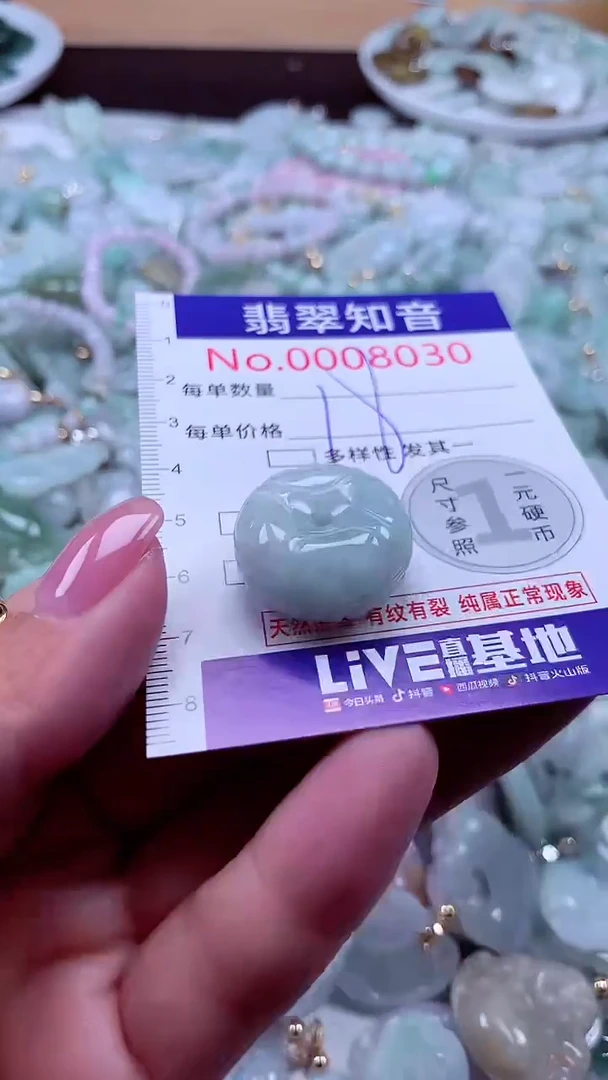 翡翠知音
No.0008030
每单数量
18
每单价格
多样性 发其一
尺寸参照
1
一元硬币
有纹有裂 纯属正常现象
LiVE直播基地
今日头条 抖音 西瓜视频 抖音火山版
0
1
2
3
4
5
6
7
8